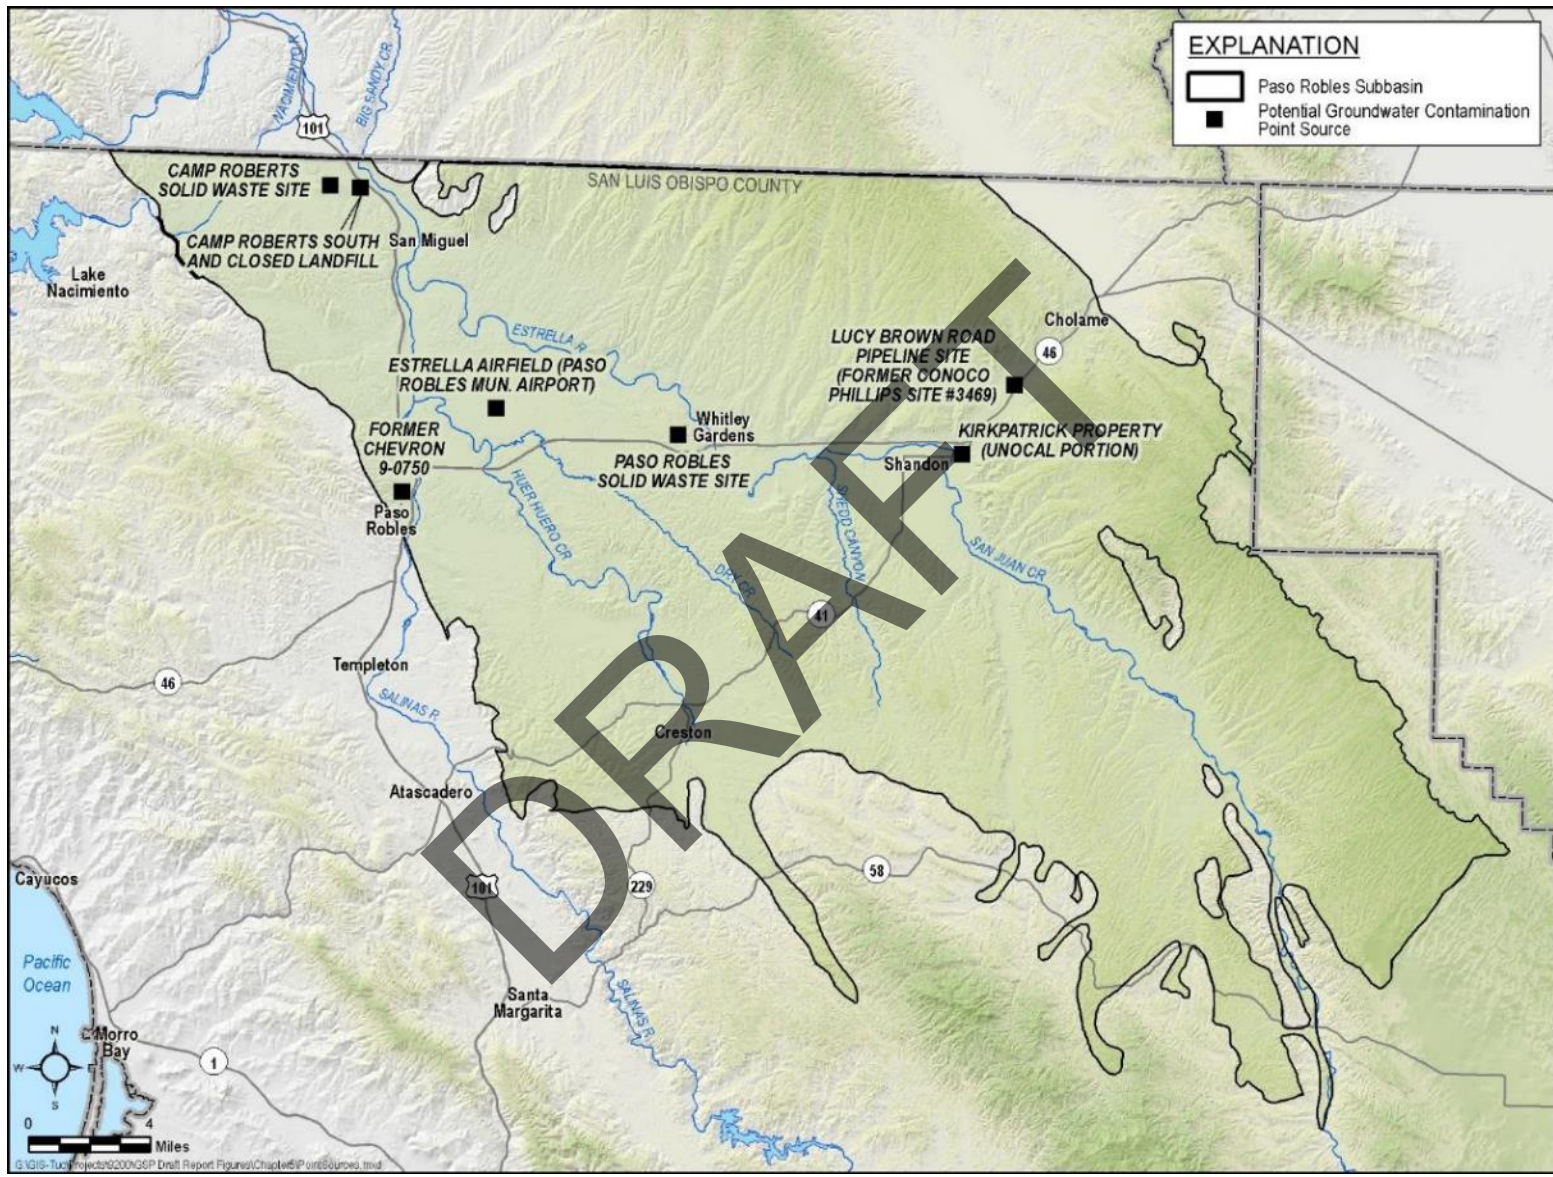 EXPLANATION
Paso Robles Subbasin
Potential Groundwater Contamination
Point Source
NACIMIENTO R.
BIG SANDY CR.
101
CAMP ROBERTS
SOLID WASTE SITE
SAN LUIS OBISPO COUNTY
CAMP ROBERTS SOUTH
AND CLOSED LANDFILL
San Miguel
Lake
Nacimiento
ESTRELLA R.
Cholame
46
LUCY BROWN ROAD
PIPELINE SITE
(FORMER CONOCO
PHILLIPS SITE #3469)
ESTRELLA AIRFIELD (PASO
ROBLES MUN. AIRPORT)
Whitley
Gardens
FORMER
CHEVRON
9-0750
KIRKPATRICK PROPERTY
(UNOCAL PORTION)
PASO ROBLES
SOLID WASTE SITE
Shandon
Paso
Robles
HUER HUERO CR.
SHEDD CANYON
SAN JUAN CR.
DRY CR.
41
Templeton
46
SALINAS R.
Creston
Atascadero
DRAFT
101
229
58
Cayucos
Pacific
Ocean
Santa
Margarita
SALINAS R.
Morro
Bay
1
N
W
E
S
0
4
Miles